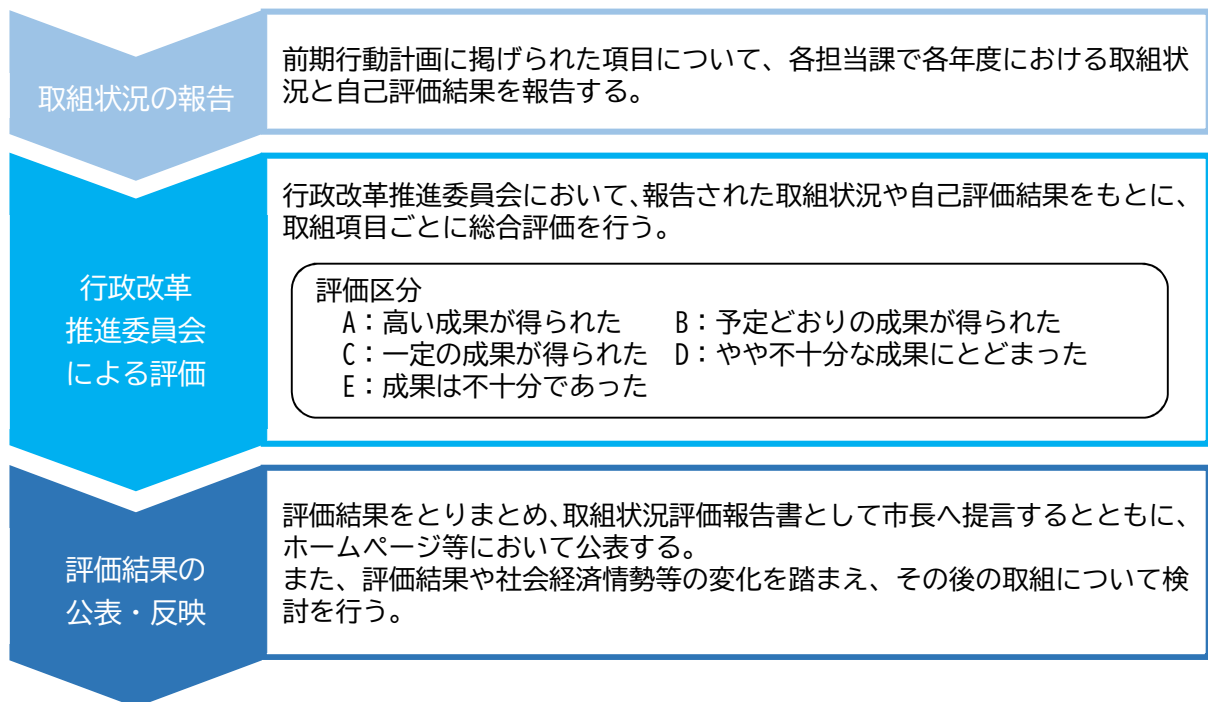 取組状況の報告
前期行動計画に掲げられた項目について、各担当課で各年度における取組状
況と自己評価結果を報告する。
行政改革
推進委員会
による評価
行政改革推進委員会において、報告された取組状況や自己評価結果をもとに、
取組項目ごとに総合評価を行う。
評価区分
A：高い成果が得られた　　B：予定どおりの成果が得られた
C：一定の成果が得られた　D：やや不十分な成果にとどまった
E：成果は不十分であった
評価結果の
公表・反映
評価結果をとりまとめ、取組状況評価報告書として市長へ提言するとともに、
ホームページ等において公表する。
また、評価結果や社会経済情勢等の変化を踏まえ、その後の取組について検
討を行う。